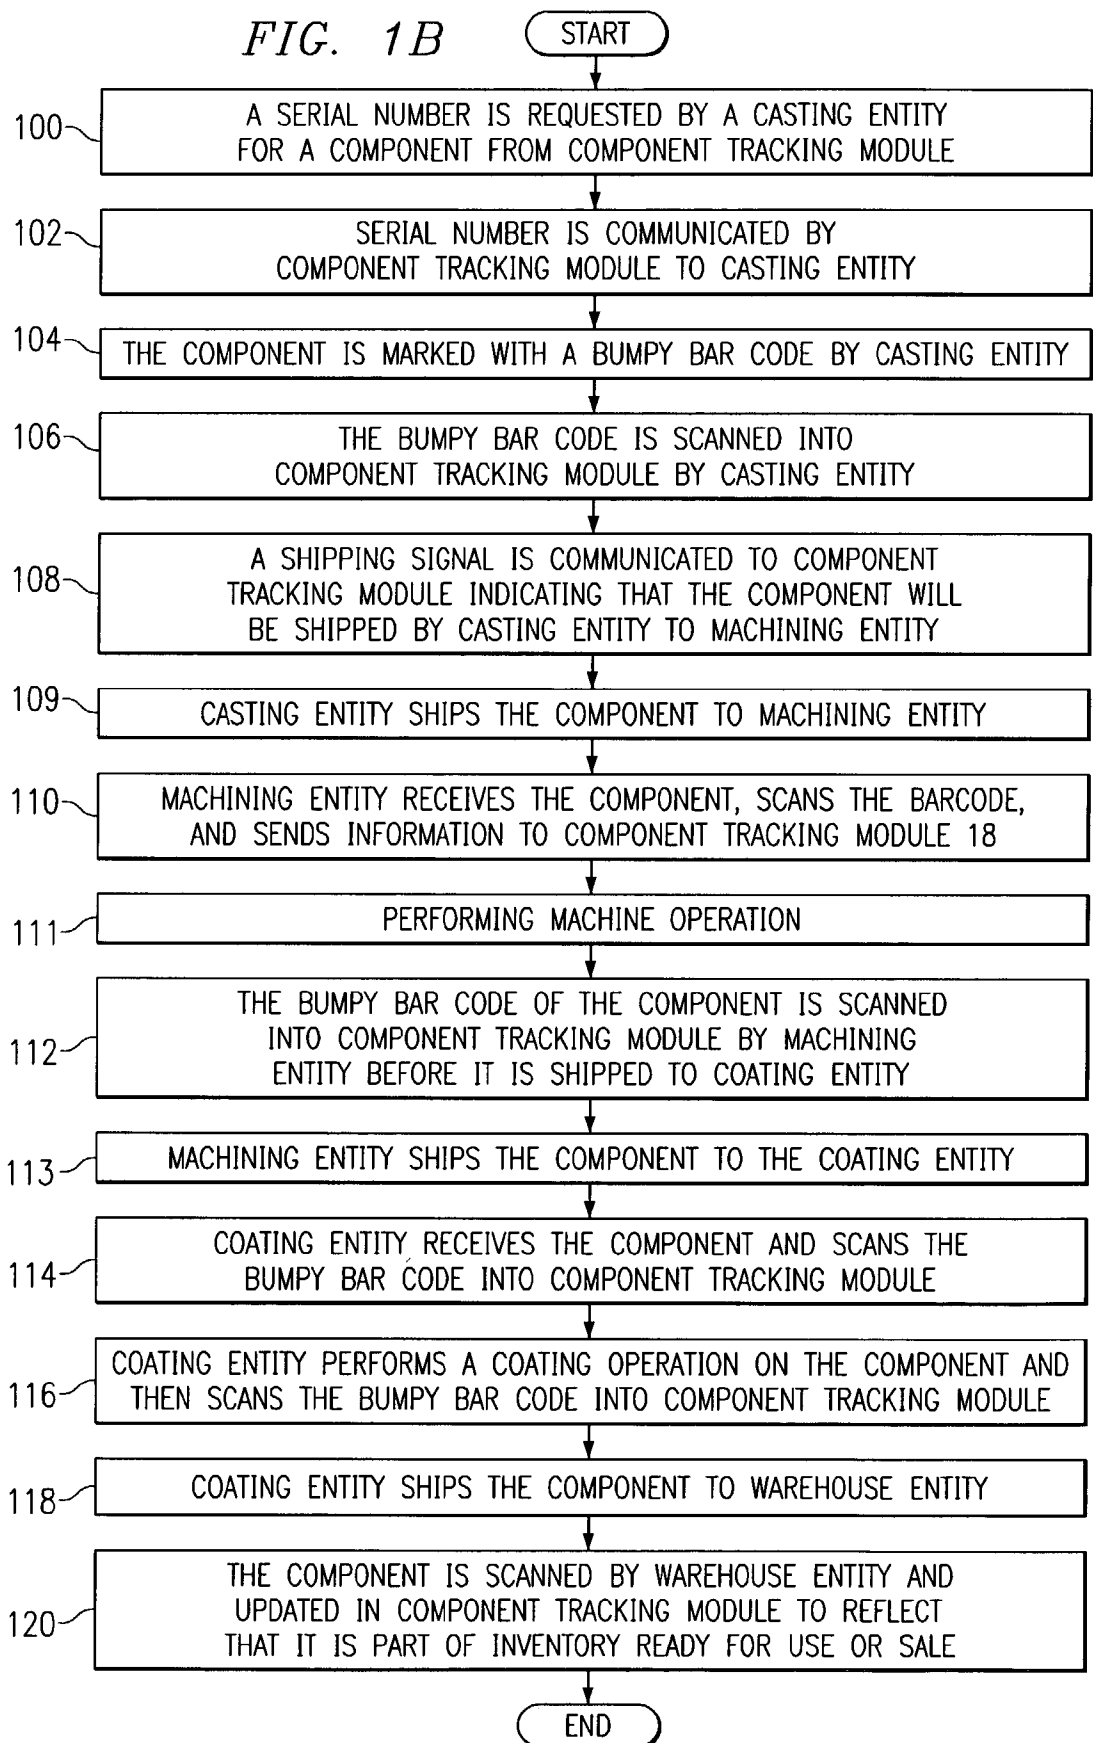 FIG. 1B
START
100
A SERIAL NUMBER IS REQUESTED BY A CASTING ENTITY
FOR A COMPONENT FROM COMPONENT TRACKING MODULE
102
SERIAL NUMBER IS COMMUNICATED BY
COMPONENT TRACKING MODULE TO CASTING ENTITY
104
THE COMPONENT IS MARKED WITH A BUMPY BAR CODE BY CASTING ENTITY
106
THE BUMPY BAR CODE IS SCANNED INTO
COMPONENT TRACKING MODULE BY CASTING ENTITY
108
A SHIPPING SIGNAL IS COMMUNICATED TO COMPONENT
TRACKING MODULE INDICATING THAT THE COMPONENT WILL
BE SHIPPED BY CASTING ENTITY TO MACHINING ENTITY
109
CASTING ENTITY SHIPS THE COMPONENT TO MACHINING ENTITY
110
MACHINING ENTITY RECEIVES THE COMPONENT, SCANS THE BARCODE,
AND SENDS INFORMATION TO COMPONENT TRACKING MODULE 18
111
PERFORMING MACHINE OPERATION
112
THE BUMPY BAR CODE OF THE COMPONENT IS SCANNED
INTO COMPONENT TRACKING MODULE BY MACHINING
ENTITY BEFORE IT IS SHIPPED TO COATING ENTITY
113
MACHINING ENTITY SHIPS THE COMPONENT TO THE COATING ENTITY
114
COATING ENTITY RECEIVES THE COMPONENT AND SCANS THE
BUMPY BAR CODE INTO COMPONENT TRACKING MODULE
116
COATING ENTITY PERFORMS A COATING OPERATION ON THE COMPONENT AND
THEN SCANS THE BUMPY BAR CODE INTO COMPONENT TRACKING MODULE
118
COATING ENTITY SHIPS THE COMPONENT TO WAREHOUSE ENTITY
120
THE COMPONENT IS SCANNED BY WAREHOUSE ENTITY AND
UPDATED IN COMPONENT TRACKING MODULE TO REFLECT
THAT IT IS PART OF INVENTORY READY FOR USE OR SALE
END